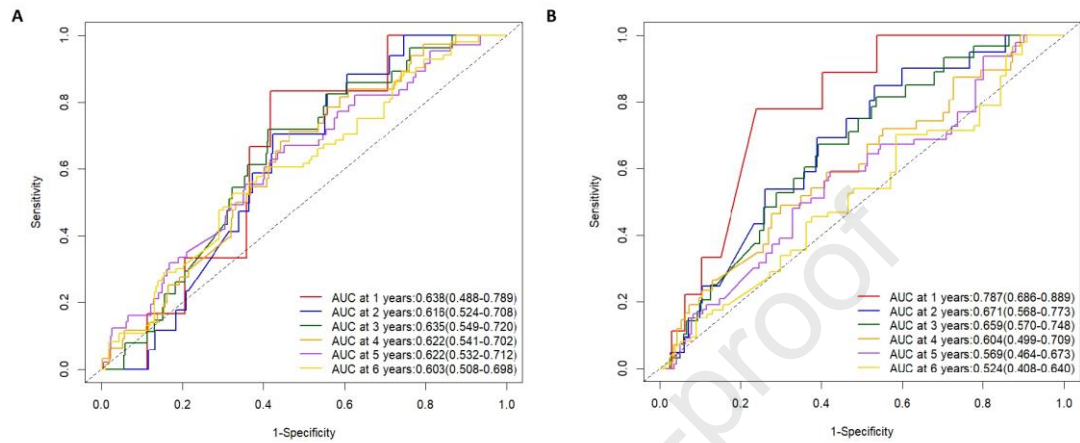 A
1.0
0.8
0.6
0.4
0.2
0.0
Sensitivity
AUC at 1 years:0.638(0.488-0.789)
AUC at 2 years:0.616(0.524-0.708)
AUC at 3 years:0.635(0.549-0.720)
AUC at 4 years:0.622(0.541-0.702)
AUC at 5 years:0.622(0.532-0.712)
AUC at 6 years:0.603(0.508-0.698)
0.0 0.2 0.4 0.6 0.8 1.0
1-Specificity
B
1.0
0.8
0.6
0.4
0.2
0.0
Sensitivity
AUC at 1 years:0.787(0.686-0.889)
AUC at 2 years:0.671(0.568-0.773)
AUC at 3 years:0.659(0.570-0.748)
AUC at 4 years:0.604(0.499-0.709)
AUC at 5 years:0.569(0.464-0.673)
AUC at 6 years:0.524(0.408-0.640)
0.0 0.2 0.4 0.6 0.8 1.0
1-Specificity
sproof